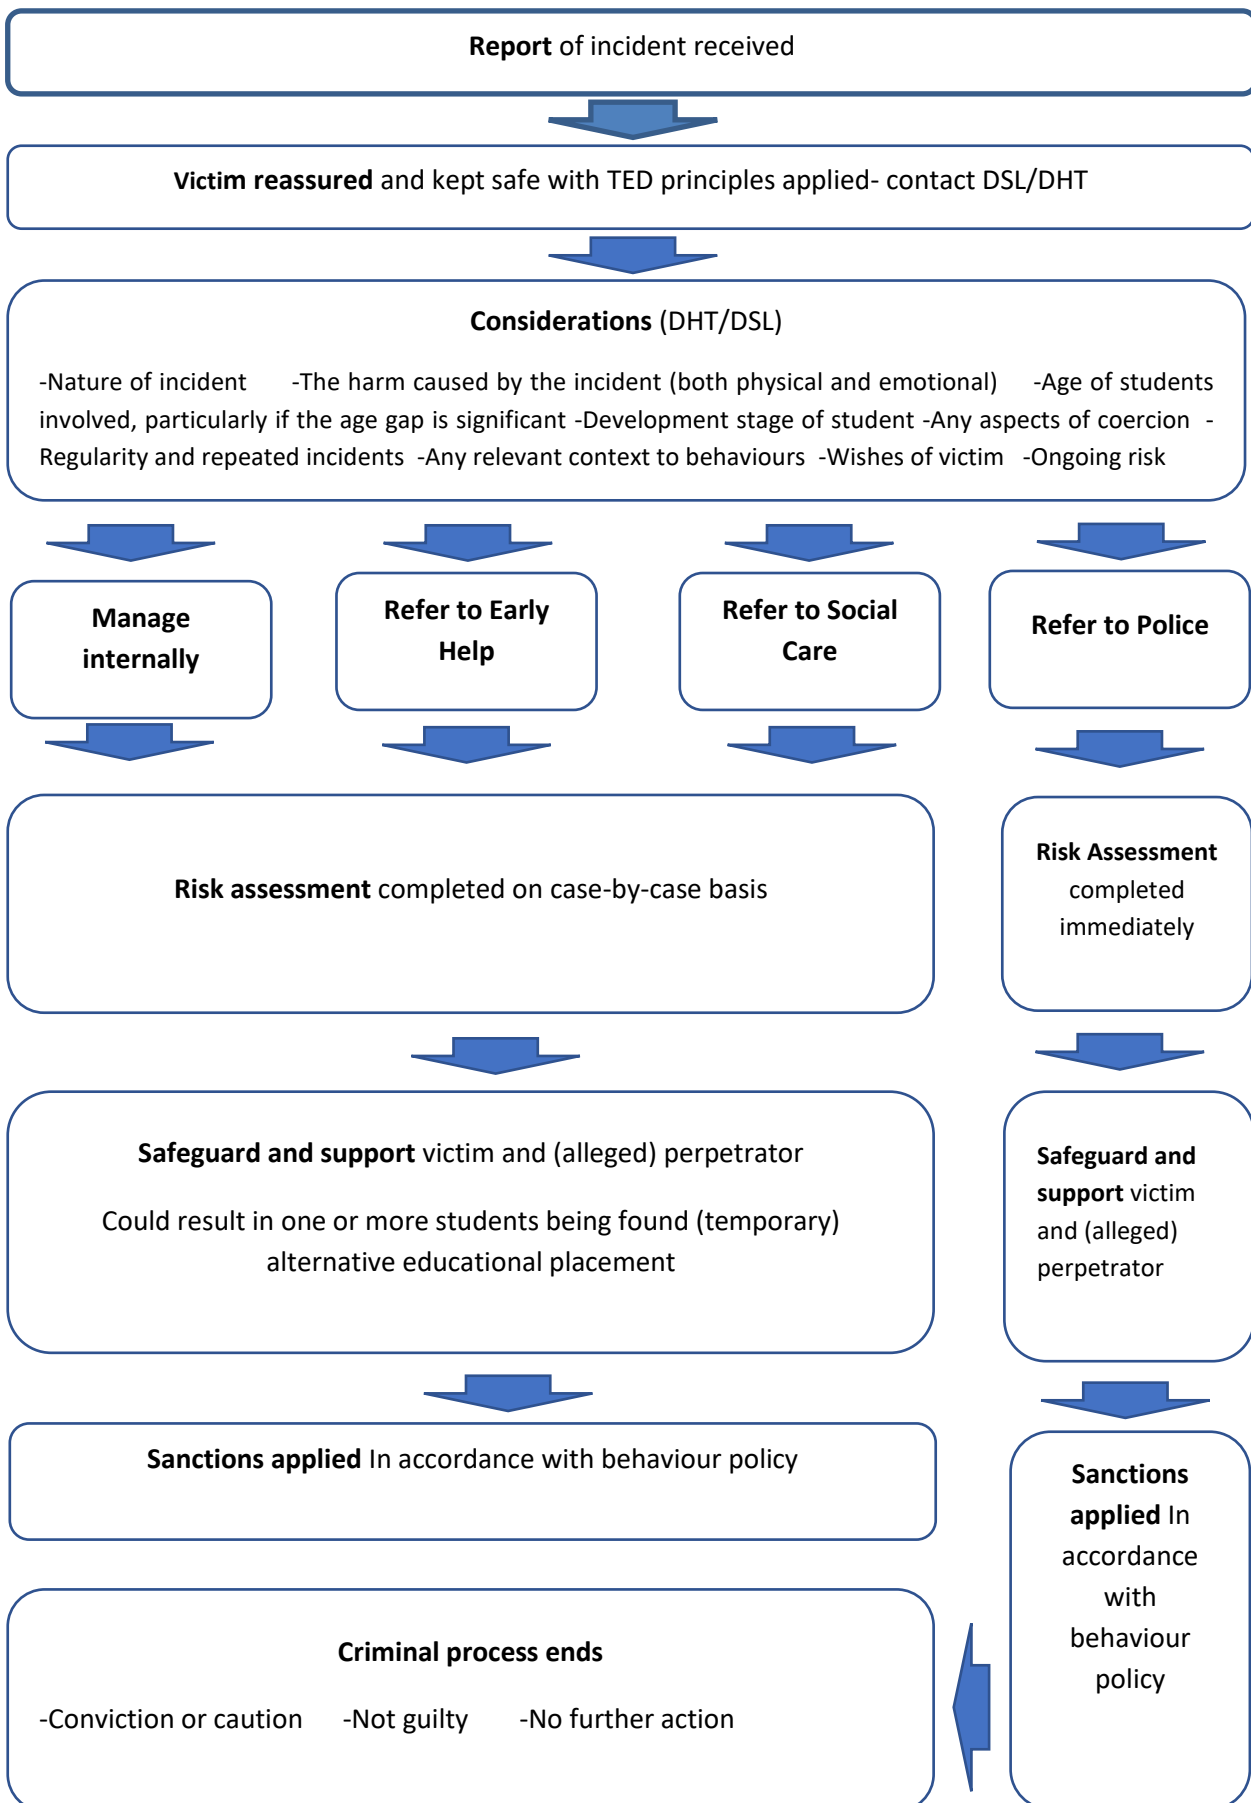 Report of incident received
Victim reassured and kept safe with TED principles applied- contact DSL/DHT
Considerations (DHT/DSL)
-Nature of incident -The harm caused by the incident (both physical and emotional) -Age of students
involved, particularly if the age gap is significant -Development stage of student -Any aspects of coercion -
Regularity and repeated incidents -Any relevant context to behaviours -Wishes of victim -Ongoing risk
Manage
internally
Refer to Early
Help
Refer to Social
Care
Refer to Police
Risk assessment completed on case-by-case basis
Risk Assessment
completed
immediately
Safeguard and support victim and (alleged) perpetrator
Could result in one or more students being found (temporary)
alternative educational placement
Safeguard and
support victim
and (alleged)
perpetrator
Sanctions applied In accordance with behaviour policy
Sanctions
applied In
accordance
with
behaviour
policy
Criminal process ends
-Conviction or caution -Not guilty -No further action